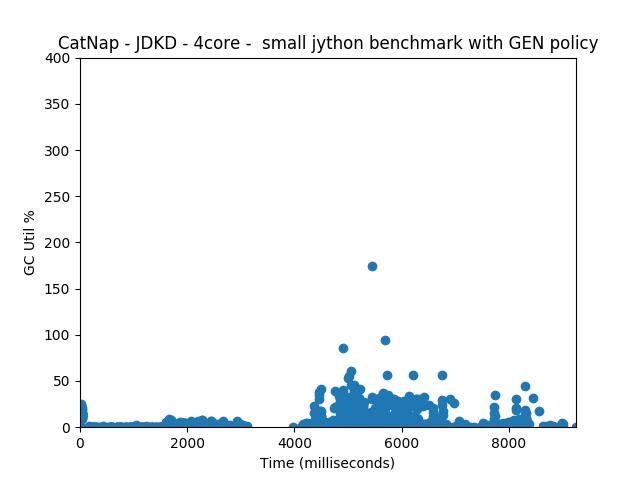 CatNap - JDKD - 4core -  small jython benchmark with GEN policy
400
350
300
250
200
150
100
50
0
GC Util %
0 2000 4000 6000 8000
Time (milliseconds)